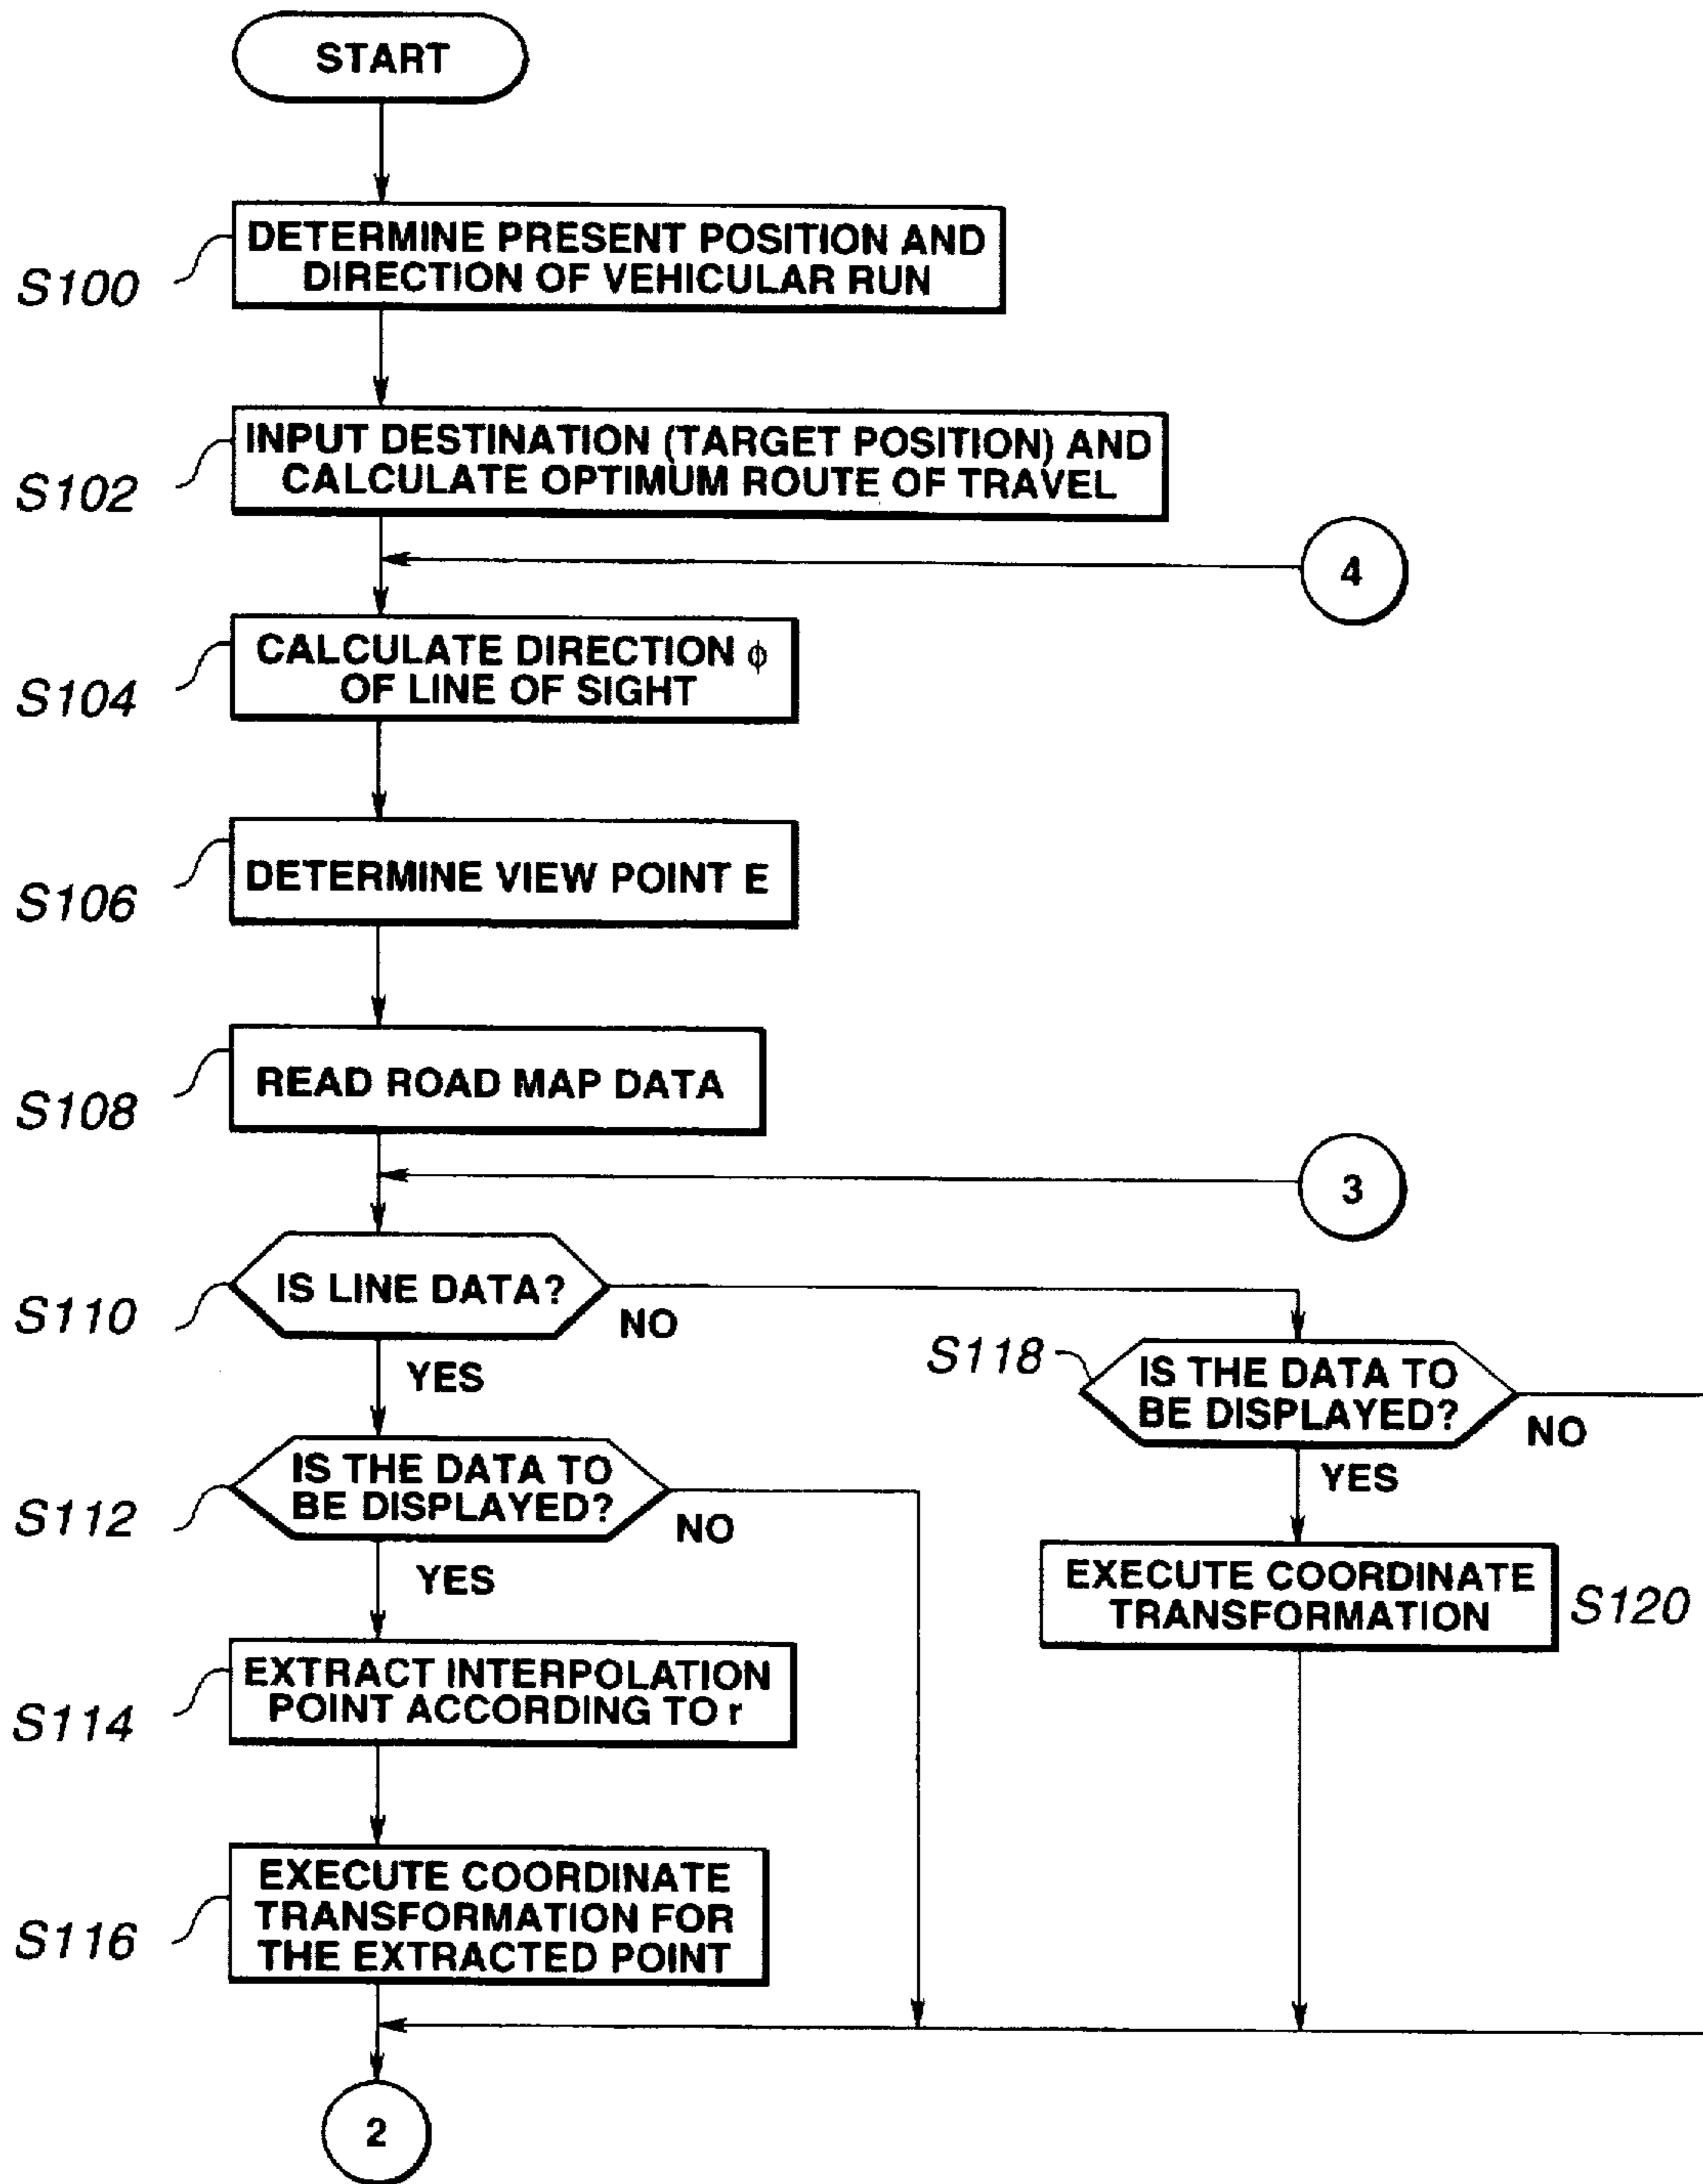 START
S100
DETERMINE PRESENT POSITION AND
DIRECTION OF VEHICULAR RUN
S102
INPUT DESTINATION (TARGET POSITION) AND
CALCULATE OPTIMUM ROUTE OF TRAVEL
4
S104
CALCULATE DIRECTION ϕ
OF LINE OF SIGHT
S106
DETERMINE VIEW POINT E
S108
READ ROAD MAP DATA
3
S110
IS LINE DATA?
NO
YES
S118
IS THE DATA TO
BE DISPLAYED?
NO
YES
S112
IS THE DATA TO
BE DISPLAYED?
NO
YES
EXECUTE COORDINATE
TRANSFORMATION
S120
S114
EXTRACT INTERPOLATION
POINT ACCORDING TO r
S116
EXECUTE COORDINATE
TRANSFORMATION FOR
THE EXTRACTED POINT
2